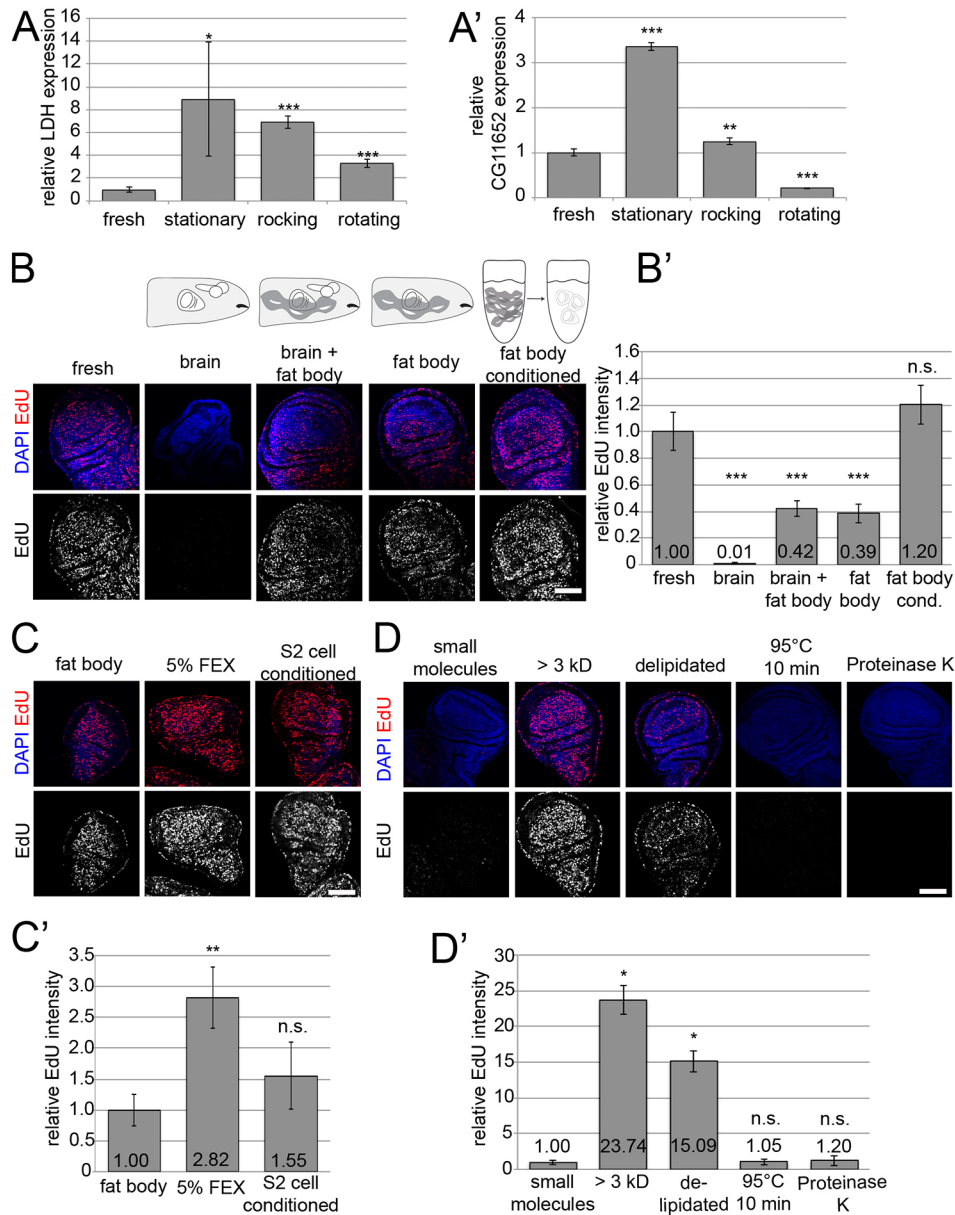 A
relative LDH expression
18
16
14
12
10
8
6
4
2
0
*
***
***
fresh stationary rocking rotating
A'
relative
CG11652 expression
4
3
2
1
0
***
**
***
fresh stationary rocking rotating
B
fresh brain brain + fat body fat body fat body conditioned
DAPI EdU
EdU
B'
relative EdU intensity
1.6
1.4
1.2
1.0
0.8
0.6
0.4
0.2
0
*** *** *** n.s.
1.00 0.01 0.42 0.39 1.20
fresh brain brain + fat body fat body fat body cond.
C
fat body 5% FEX S2 cell conditioned
DAPI EdU
EdU
D
small molecules > 3 kD delipidated 95°C 10 min Proteinase K
DAPI EdU
EdU
C'
relative EdU intensity
3.5
3.0
2.5
2.0
1.5
1.0
0.5
0
** n.s.
1.00 2.82 1.55
fat body 5% FEX S2 cell conditioned
D'
relative EdU intensity
30
25
20
15
10
5
0
* * n.s. n.s.
1.00 23.74 15.09 1.05 1.20
small molecules > 3 kD de-lipidated 95°C 10 min Proteinase K